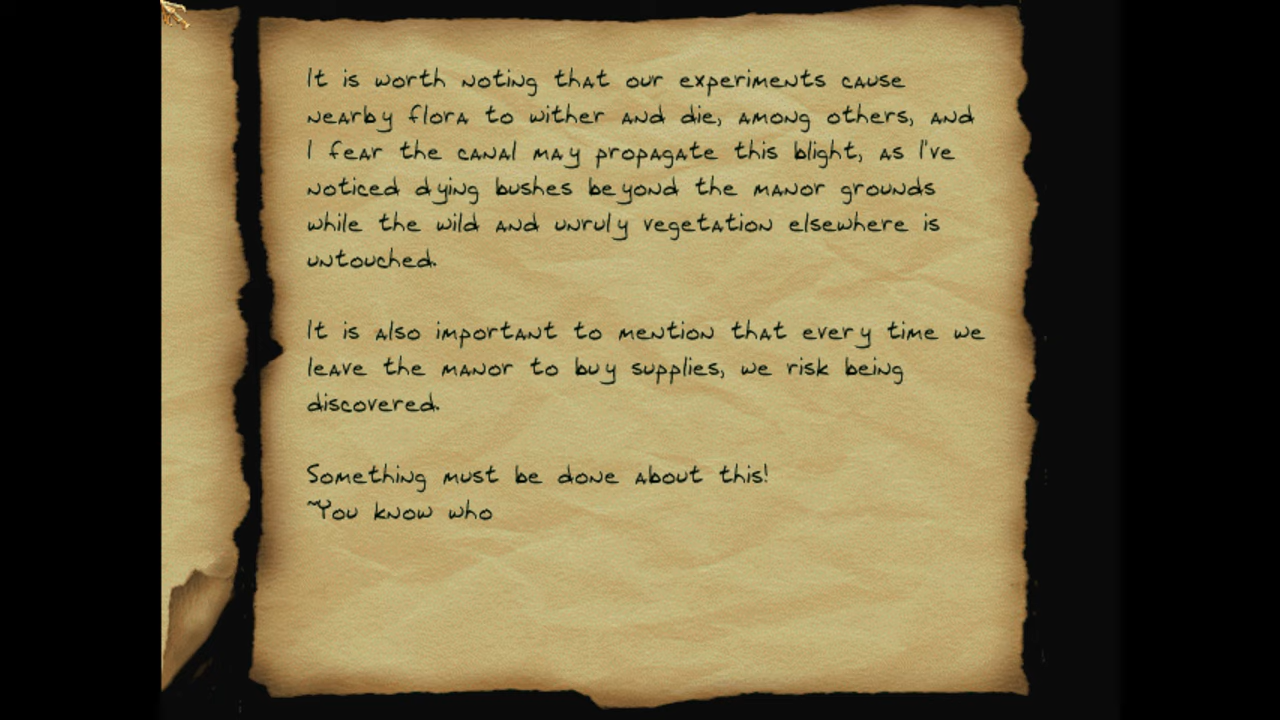 It is worth noting that our experiments cause
nearby flora to wither and die, among others, and
I fear the canal may propagate this blight, as I've
noticed dying bushes beyond the manor grounds
while the wild and unruly vegetation elsewhere is
untouched.
It is also important to mention that every time we
leave the manor to buy supplies, we risk being
discovered.
Something must be done about this!
~You know who